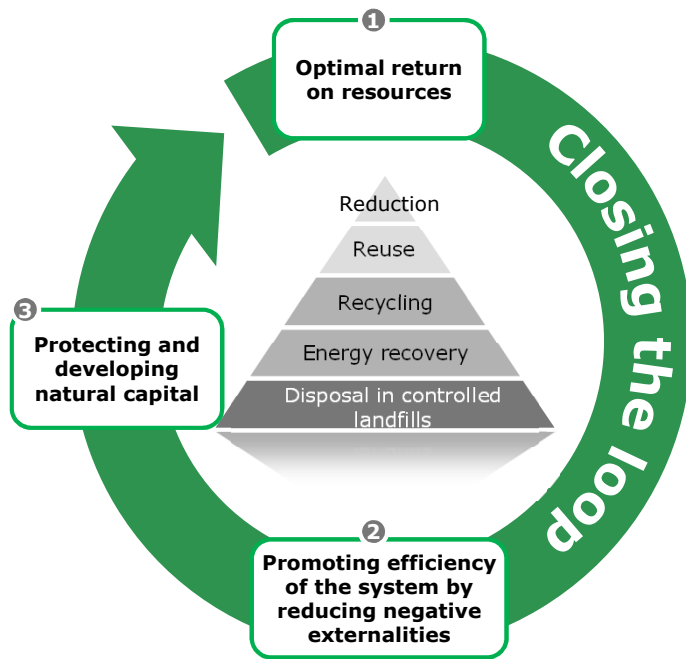 1
Optimal return
on resources
Closing the loop
Reduction
Reuse
Recycling
Energy recovery
Disposal in controlled
landfills
3
Protecting and
developing
natural capital
2
Promoting efficiency
of the system by
reducing negative
externalities